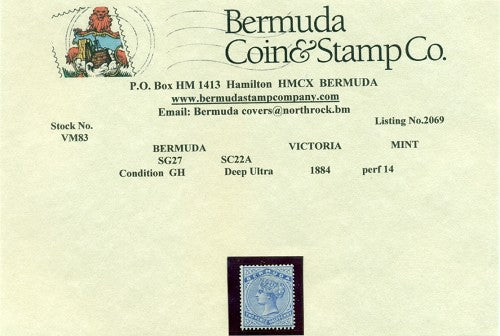 Bermuda
Coin & Stamp Co.
P.O. Box HM 1413 Hamilton HMCX BERMUDA
www.bermudastampcompany.com
Email: Bermuda covers@northrock.bm
Stock No. Listing No.2069
VM83
BERMUDA VICTORIA MINT
SG27 SC22A
Condition GH Deep Ultra 1884 perf 14
BERMUDA